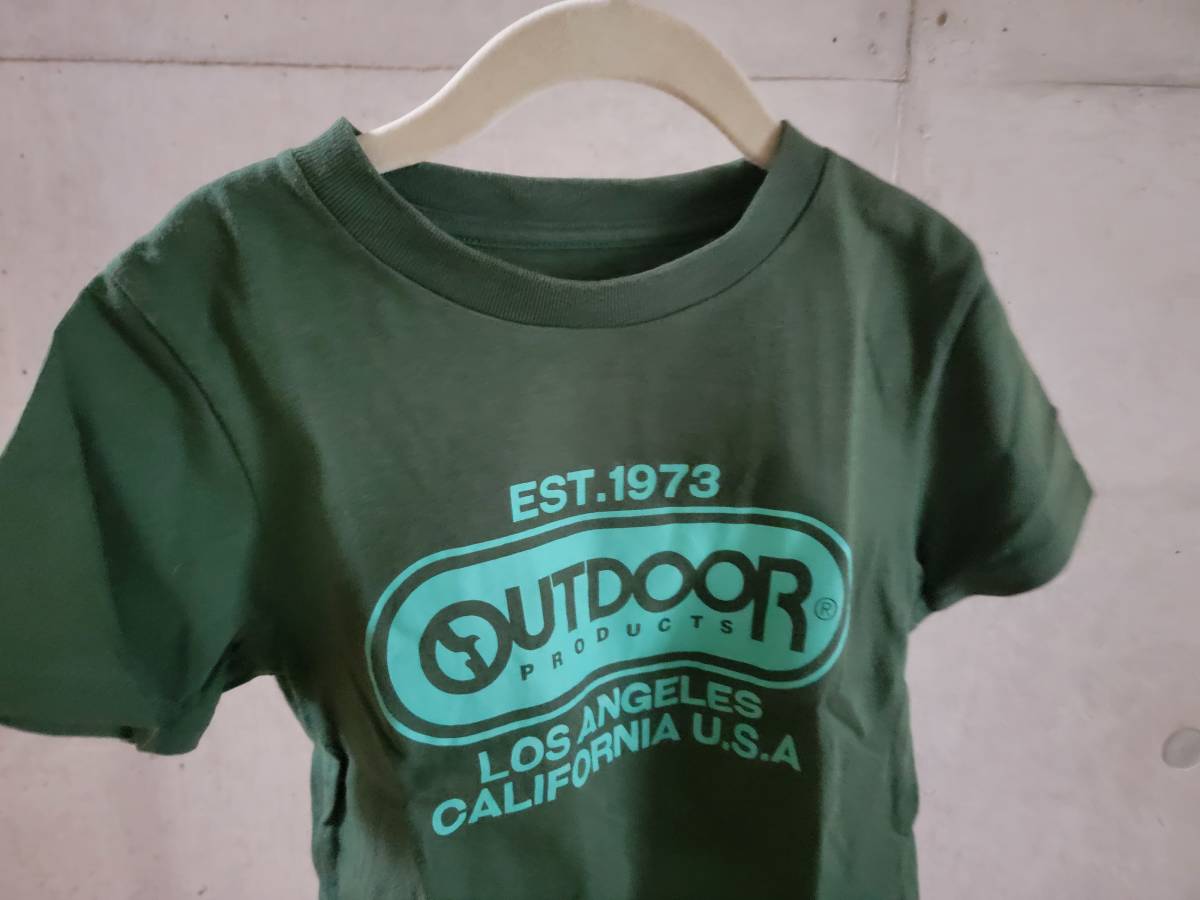 EST.1973
OUTDOOR®
PRODUCTS
LOS ANGELES
CALIFORNIA U.S.A